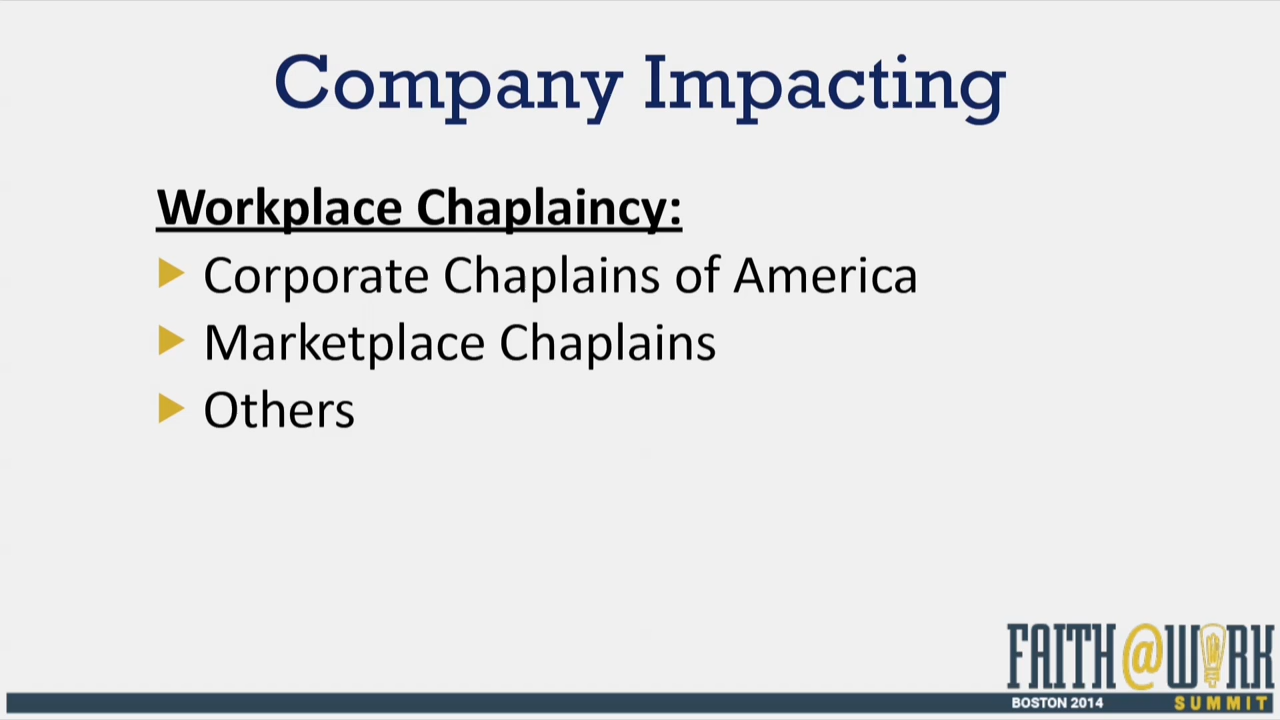 Company Impacting
Workplace Chaplaincy:
Corporate Chaplains of America
Marketplace Chaplains
Others
FAITH@WORK
BOSTON 2014 SUMMIT